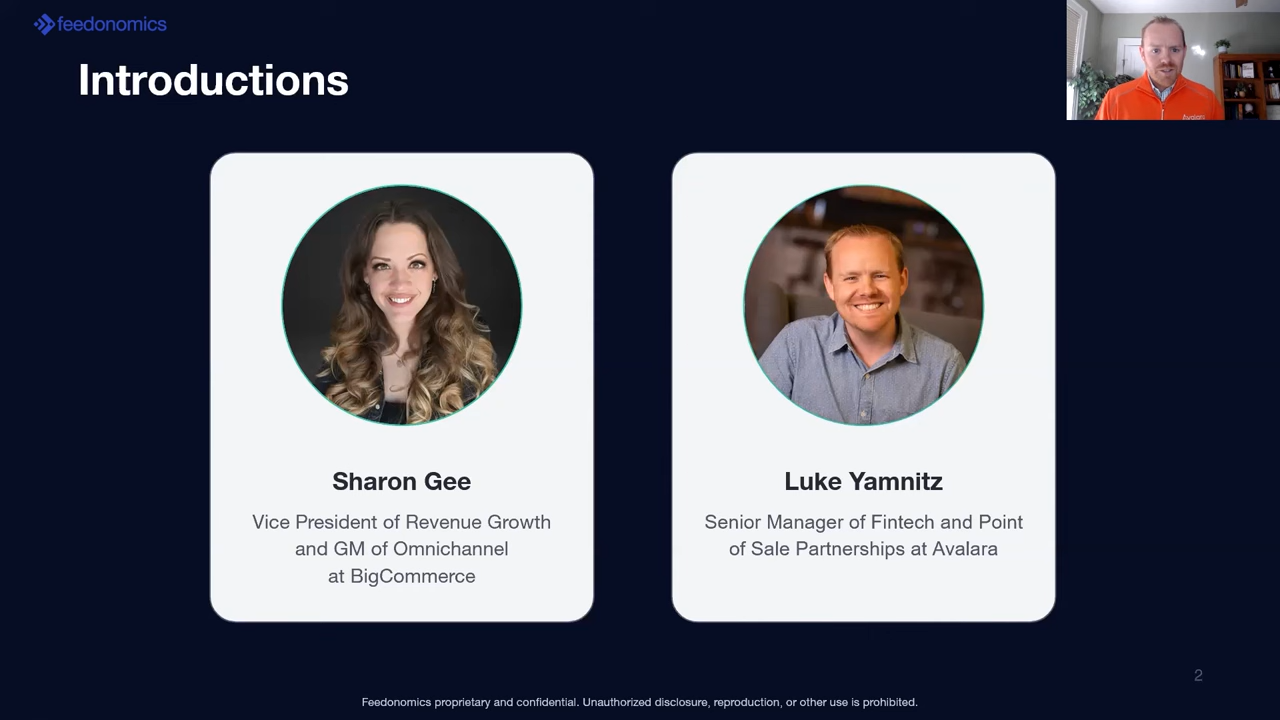 feedonomics
Introductions
Avalara
Sharon Gee
Vice President of Revenue Growth
and GM of Omnichannel
at BigCommerce
Luke Yamnitz
Senior Manager of Fintech and Point
of Sale Partnerships at Avalara
2
Feedonomics proprietary and confidential. Unauthorized disclosure, reproduction, or other use is prohibited.